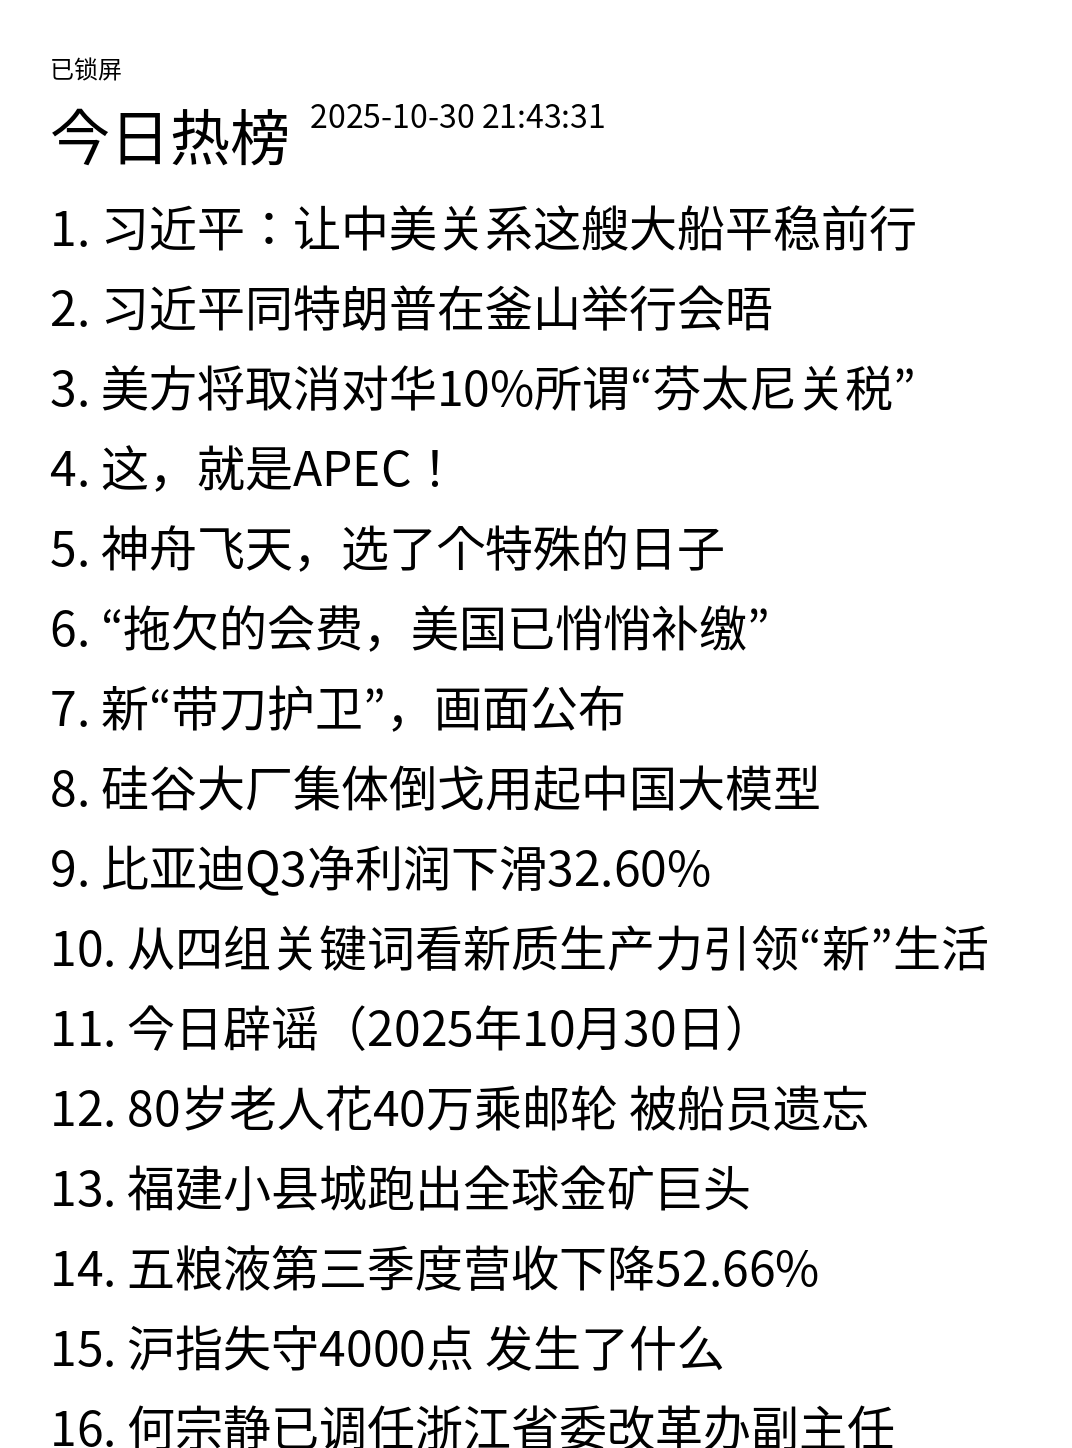 已锁屏
今日热榜 2025-10-30 21:43:31
1. 习近平：让中美关系这艘大船平稳前行
2. 习近平同特朗普在釜山举行会晤
3. 美方将取消对华10%所谓“芬太尼关税”
4. 这，就是APEC！
5. 神舟飞天，选了个特殊的日子
6. “拖欠的会费，美国已悄悄补缴”
7. 新“带刀护卫”，画面公布
8. 硅谷大厂集体倒戈用起中国大模型
9. 比亚迪Q3净利润下滑32.60%
10. 从四组关键词看新质生产力引领“新”生活
11. 今日辟谣（2025年10月30日）
12. 80岁老人花40万乘邮轮 被船员遗忘
13. 福建小县城跑出全球金矿巨头
14. 五粮液第三季度营收下降52.66%
15. 沪指失守4000点 发生了什么
16. 何宗静已调任浙江省委改革办副主任